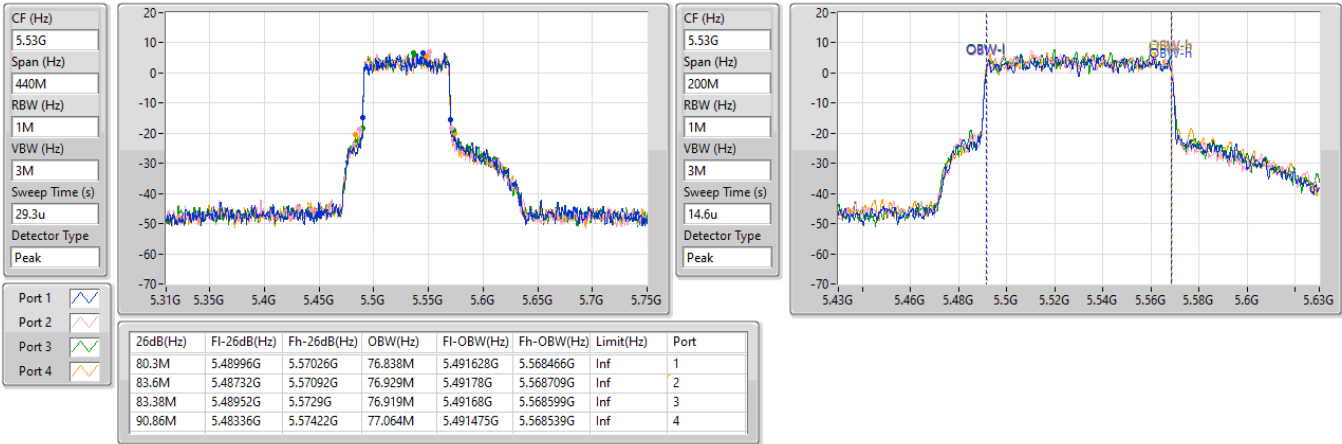 CF (Hz)
5.53G
Span (Hz)
440M
RBW (Hz)
1M
VBW (Hz)
3M
Sweep Time (s)
29.3u
Detector Type
Peak
20
10
0
-10
-20
-30
-40
-50
-60
-70
5.31G 5.35G 5.4G 5.45G 5.5G 5.55G 5.6G 5.65G 5.7G 5.75G
CF (Hz)
5.53G
Span (Hz)
200M
RBW (Hz)
1M
VBW (Hz)
3M
Sweep Time (s)
14.6u
Detector Type
Peak
20
10
0
-10
-20
-30
-40
-50
-60
-70
OBW-l
OBW-h
OBW-h
5.43G 5.46G 5.48G 5.5G 5.52G 5.54G 5.56G 5.58G 5.6G 5.63G
Port 1
Port 2
Port 3
Port 4
26dB(Hz) Fl-26dB(Hz) Fh-26dB(Hz) OBW(Hz) Fl-OBW(Hz) Fh-OBW(Hz) Limit(Hz) Port
80.3M 5.48996G 5.57026G 76.838M 5.491628G 5.568466G Inf 1
83.6M 5.48732G 5.57092G 76.929M 5.49178G 5.568709G Inf 2
83.38M 5.48952G 5.5729G 76.919M 5.49168G 5.568599G Inf 3
90.86M 5.48336G 5.57422G 77.064M 5.491475G 5.568539G Inf 4